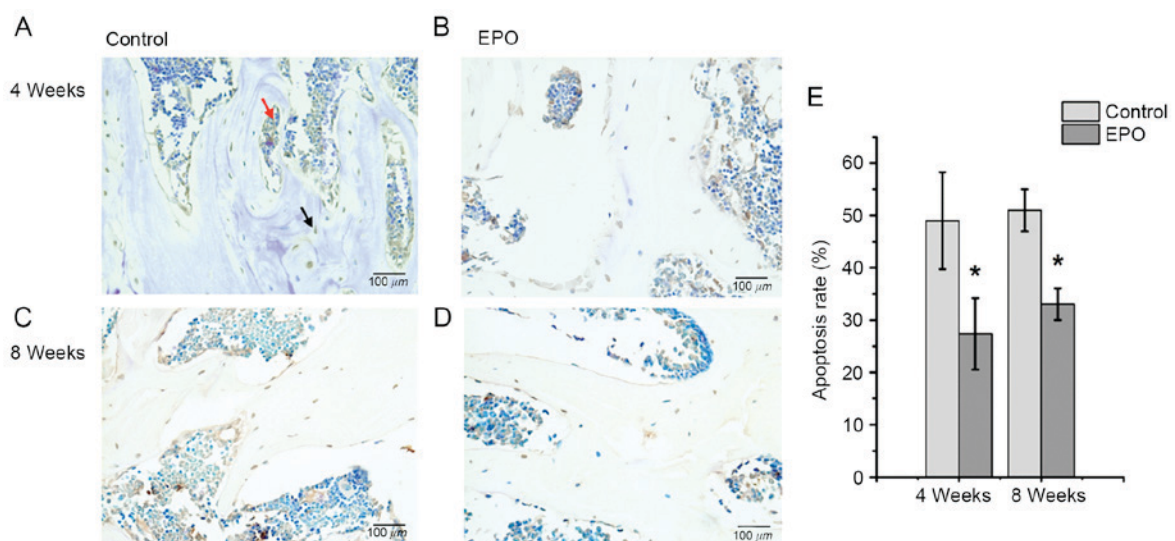 A
Control
B
EPO
4 Weeks
100 μm
100 μm
C
8 Weeks
D
100 μm
100 μm
E
Control
EPO
Apoptosis rate (%)
60
50
40
30
20
10
0
*
*
4 Weeks
8 Weeks